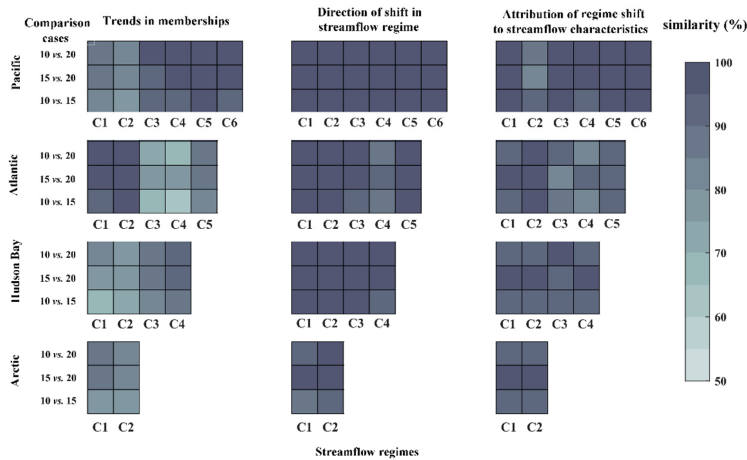 Comparison cases
Trends in memberships
Direction of shift in streamflow regime
Attribution of regime shift to streamflow characteristics
similarity (%)
Pacific
10 vs. 20
15 vs. 20
10 vs. 15
C1 C2 C3 C4 C5 C6
C1 C2 C3 C4 C5 C6
C1 C2 C3 C4 C5 C6
Atlantic
10 vs. 20
15 vs. 20
10 vs. 15
C1 C2 C3 C4 C5
C1 C2 C3 C4 C5
C1 C2 C3 C4 C5
Hudson Bay
10 vs. 20
15 vs. 20
10 vs. 15
C1 C2 C3 C4
C1 C2 C3 C4
C1 C2 C3 C4
Arctic
10 vs. 20
15 vs. 20
10 vs. 15
C1 C2
C1 C2
C1 C2
Streamflow regimes
100
90
80
70
60
50